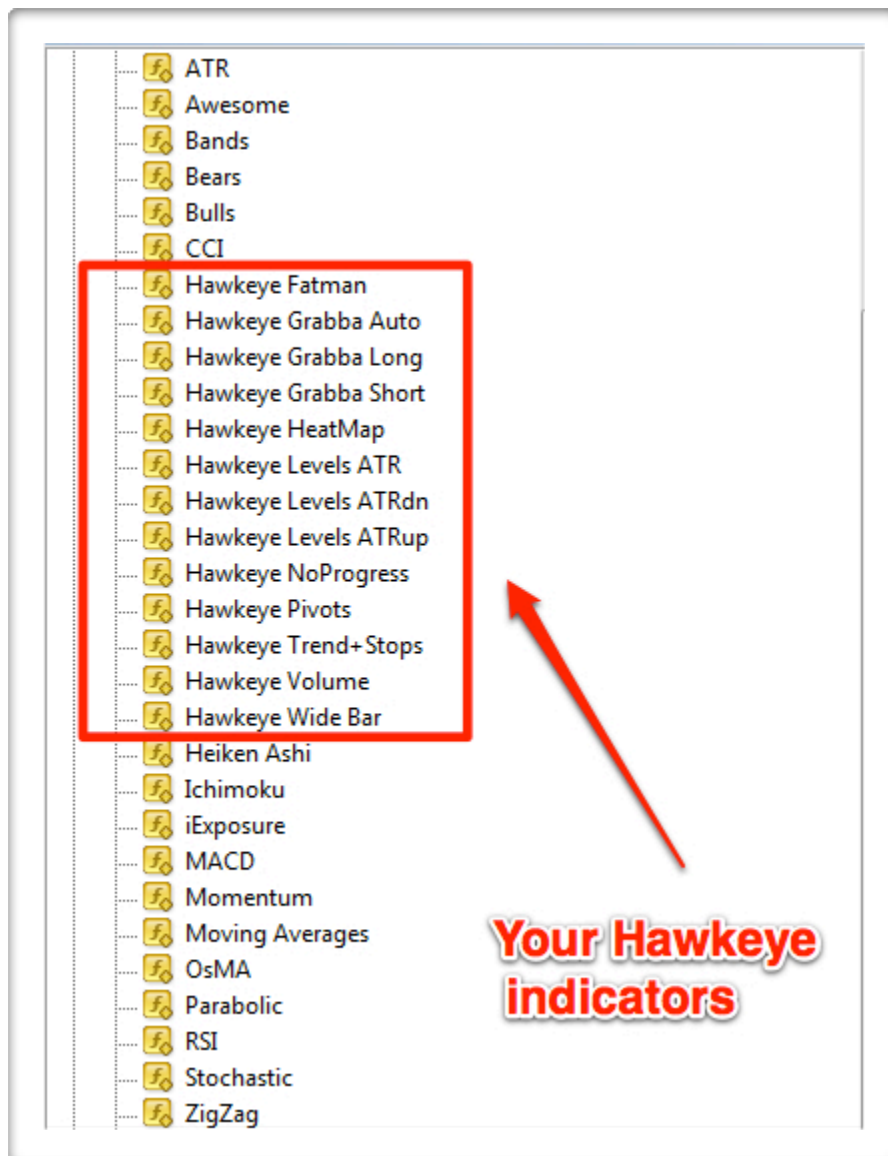 ATR
Awesome
Bands
Bears
Bulls
CCI
Hawkeye Fatman
Hawkeye Grabba Auto
Hawkeye Grabba Long
Hawkeye Grabba Short
Hawkeye HeatMap
Hawkeye Levels ATR
Hawkeye Levels ATRdn
Hawkeye Levels ATRup
Hawkeye NoProgress
Hawkeye Pivots
Hawkeye Trend+Stops
Hawkeye Volume
Hawkeye Wide Bar
Heiken Ashi
Ichimoku
iExposure
MACD
Momentum
Moving Averages
OsMA
Parabolic
RSI
Stochastic
ZigZag
Your Hawkeye
indicators